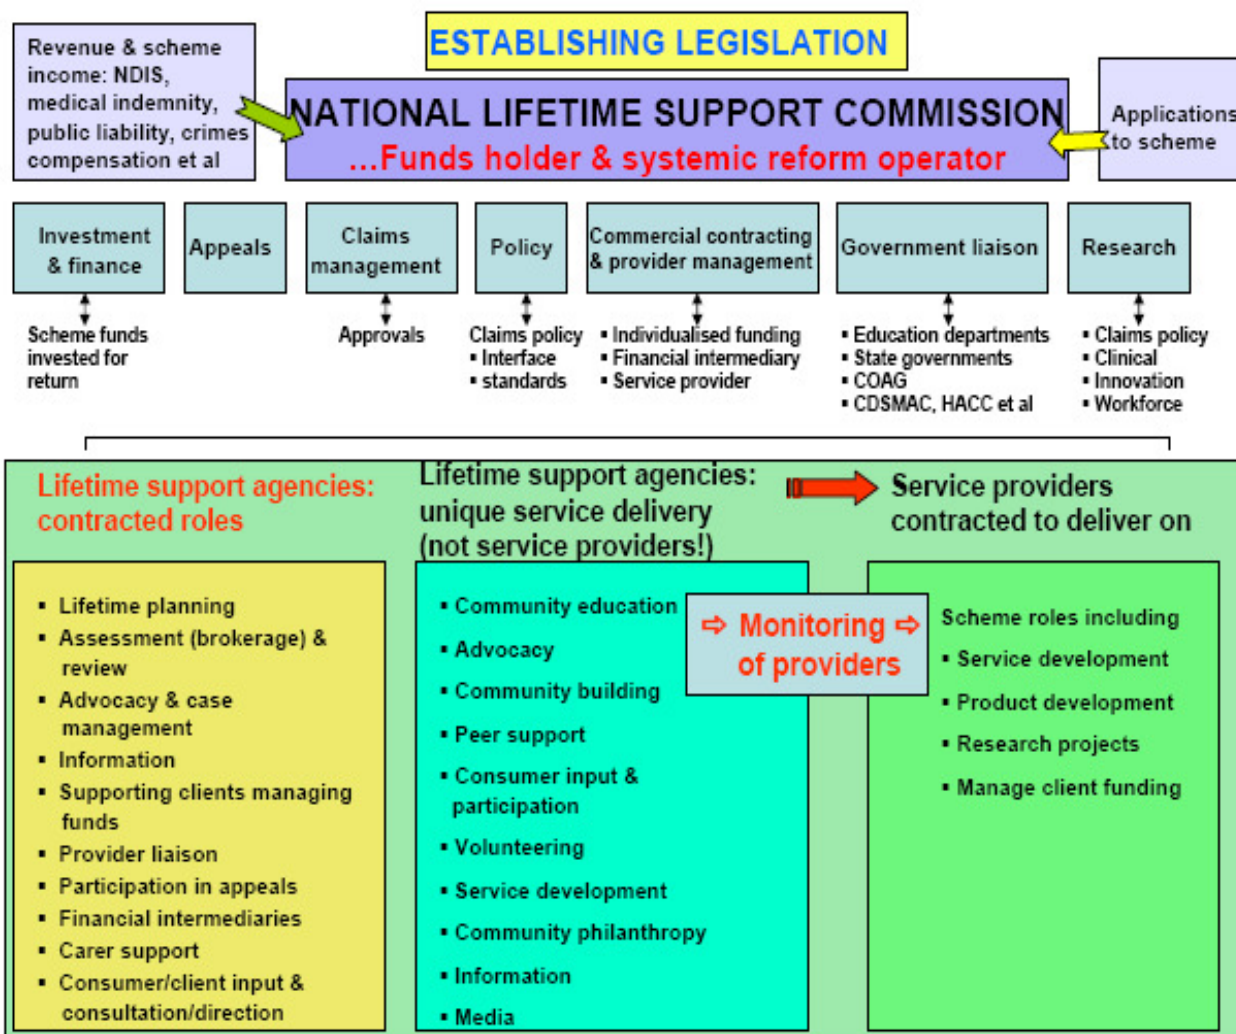 Revenue & scheme
income: NDIS,
medical indemnity,
public liability, crimes
compensation et al
ESTABLISHING LEGISLATION
NATIONAL LIFETIME SUPPORT COMMISSION
...Funds holder & systemic reform operator
Applications
to scheme
Investment
& finance
Appeals
Claims
management
Policy
Commercial contracting
& provider management
Government liaison
Research
Scheme funds
invested for
return
Approvals
Claims policy
▪ Interface
▪ standards
▪ Individualised funding
▪ Financial intermediary
▪ Service provider
▪ Education departments
▪ State governments
▪ COAG
▪ CDSMAC, HACC et al
▪ Claims policy
▪ Clinical
▪ Innovation
▪ Workforce
Lifetime support agencies:
contracted roles
▪ Lifetime planning
▪ Assessment (brokerage) &
review
▪ Advocacy & case
management
▪ Information
▪ Supporting clients managing
funds
▪ Provider liaison
▪ Participation in appeals
▪ Financial intermediaries
▪ Carer support
▪ Consumer/client input &
consultation/direction
Lifetime support agencies:
unique service delivery
(not service providers!)
▪ Community education
▪ Advocacy
▪ Community building
▪ Peer support
▪ Consumer input &
participation
▪ Volunteering
▪ Service development
▪ Community philanthropy
▪ Information
▪ Media
⇨ Monitoring ⇨
of providers
Service providers
contracted to deliver on
Scheme roles including
▪ Service development
▪ Product development
▪ Research projects
▪ Manage client funding